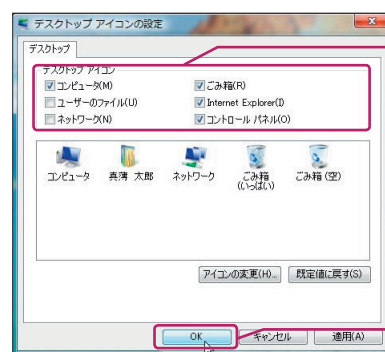 デスクトップ アイコンの設定
デスクトップ
デスクトップ アイコン
コンピュータ(M)
ごみ箱(R)
ユーザーのファイル(U)
Internet Explorer(I)
ネットワーク(N)
コントロール パネル(O)
コンピュータ
真薄 太郎
ネットワーク
ごみ箱
(いっぱい)
ごみ箱 (空)
アイコンの変更(H)...
既定値に戻す(S)
OK
キャンセル
適用(A)